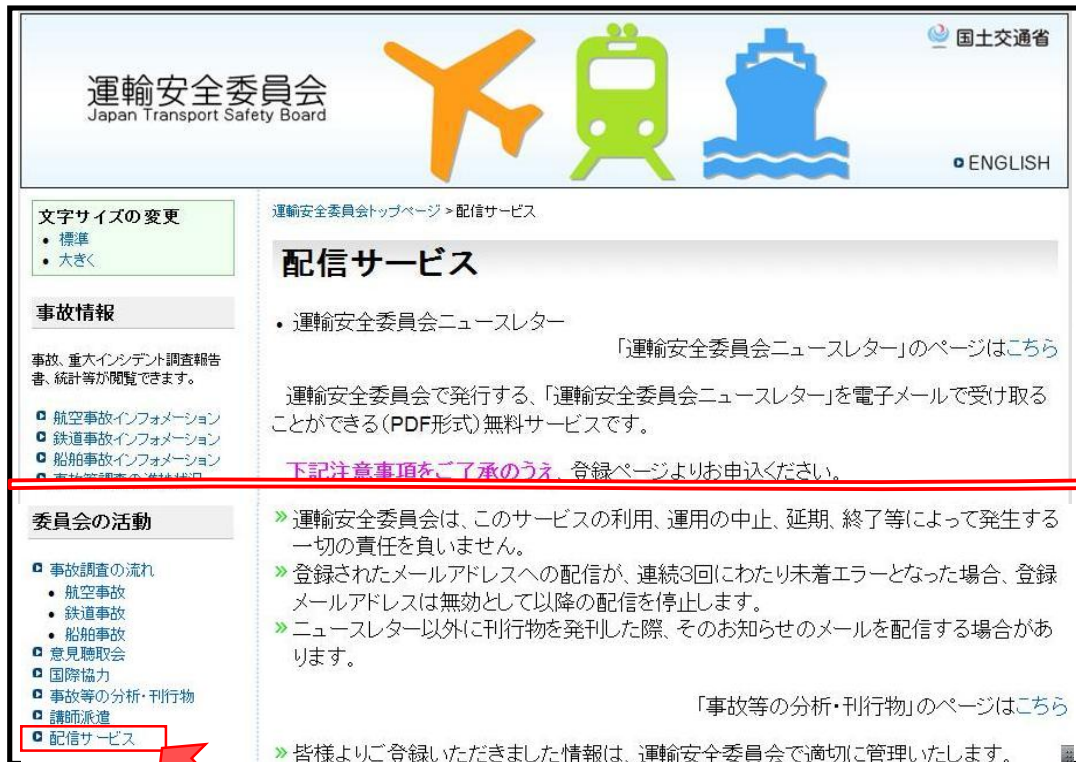 運輸安全委員会
Japan Transport Safety Board
国土交通省
ENGLISH
文字サイズの変更
• 標準
• 大きく
事故情報
事故、重大インシデント調査報告
書、統計等が閲覧できます。
航空事故インフォメーション
鉄道事故インフォメーション
船舶事故インフォメーション
事故等調査の進捗状況
運輸安全委員会トップページ > 配信サービス
配信サービス
• 運輸安全委員会ニュースレター
「運輸安全委員会ニュースレター」のページはこちら
運輸安全委員会で発行する、「運輸安全委員会ニュースレター」を電子メールで受け取る
ことができる(PDF形式)無料サービスです。
下記注意事項をご了承のうえ、登録ページよりお申込ください。
委員会の活動
事故調査の流れ
• 航空事故
• 鉄道事故
• 船舶事故
意見聴取会
国際協力
事故等の分析・刊行物
講師派遣
配信サービス
» 運輸安全委員会は、このサービスの利用、運用の中止、延期、終了等によって発生する
一切の責任を負いません。
» 登録されたメールアドレスへの配信が、連続3回にわたり未着エラーとなった場合、登録
メールアドレスは無効として以降の配信を停止します。
» ニュースレター以外に刊行物を発刊した際、そのお知らせのメールを配信する場合があ
ります。
「事故等の分析・刊行物」のページはこちら
» 皆様よりご登録いただきました情報は、運輸安全委員会で適切に管理いたします。